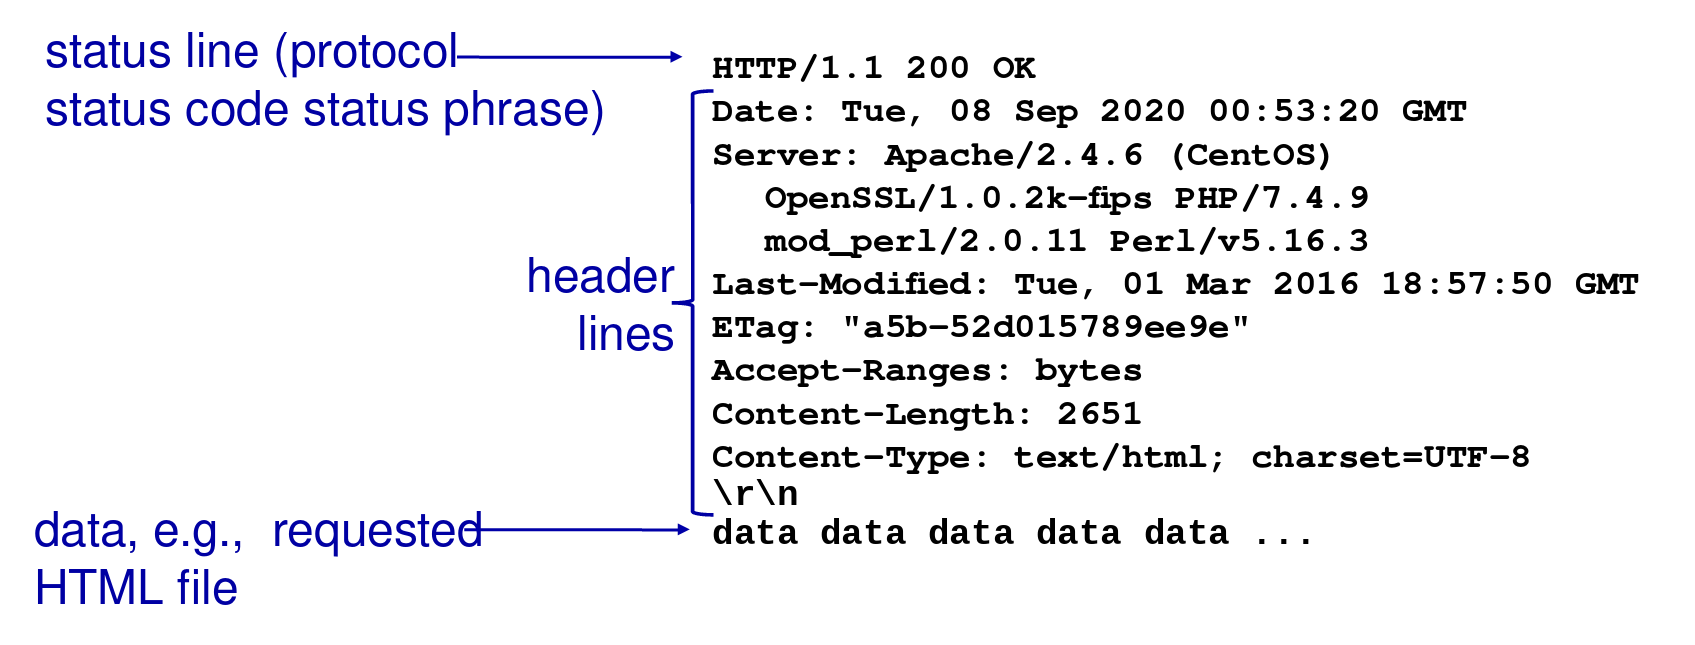 status line (protocol
status code status phrase)
HTTP/1.1 200 OK
Date: Tue, 08 Sep 2020 00:53:20 GMT
Server: Apache/2.4.6 (CentOS)
OpenSSL/1.0.2k-fips PHP/7.4.9
mod_perl/2.0.11 Perl/v5.16.3
header
lines
Last-Modified: Tue, 01 Mar 2016 18:57:50 GMT
ETag: "a5b-52d015789ee9e"
Accept-Ranges: bytes
Content-Length: 2651
Content-Type: text/html; charset=UTF-8
\r\n
data, e.g., requested
HTML file
data data data data data ...